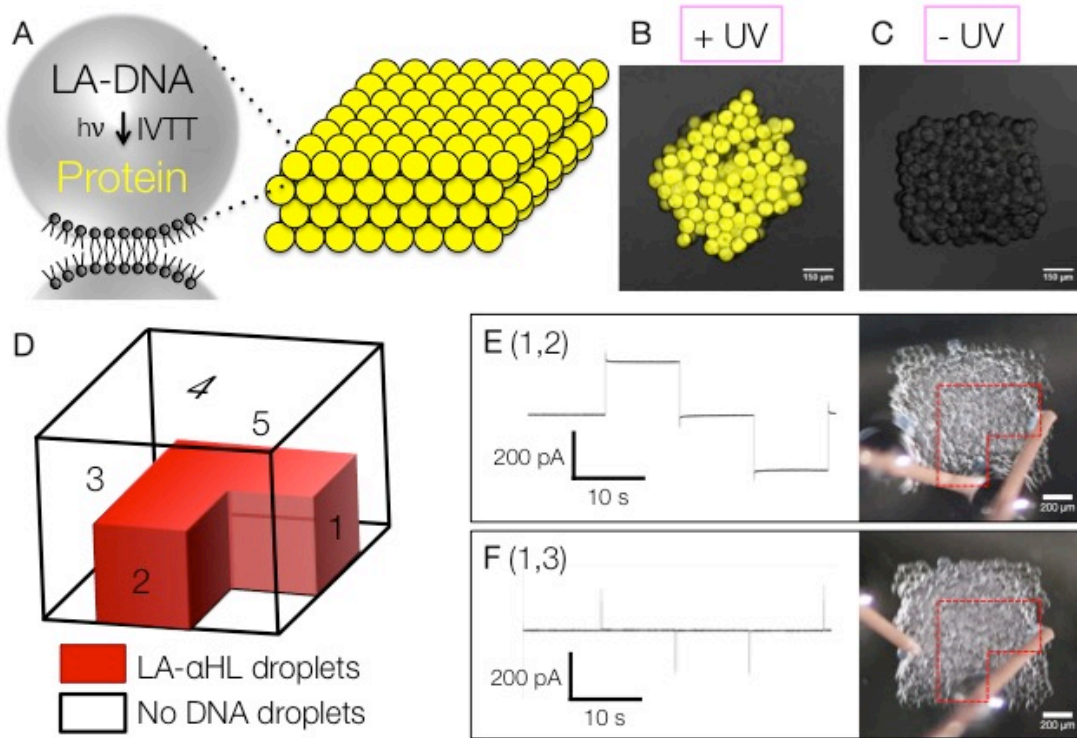 A
LA-DNA
hν IVTT
Protein
B
+ UV
150 μm
C
- UV
150 μm
D
4
5
3
1
2
LA-αHL droplets
No DNA droplets
E (1,2)
200 pA
10 s
200 μm
F (1,3)
200 pA
10 s
200 μm